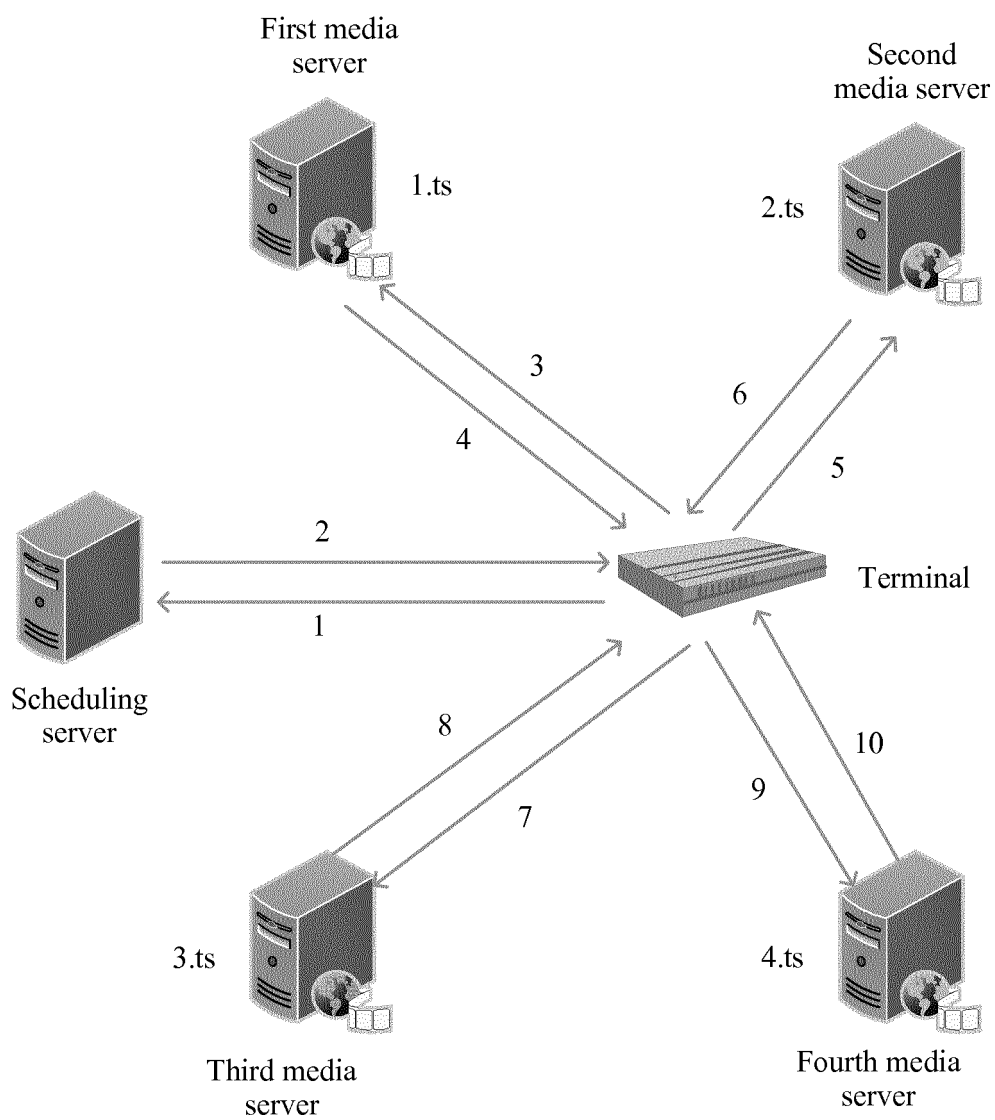 First media
server
Second
media server
1.ts
2.ts
3
6
4
5
2
Terminal
1
Scheduling
server
8
10
9
7
3.ts
4.ts
Third media
server
Fourth media
server